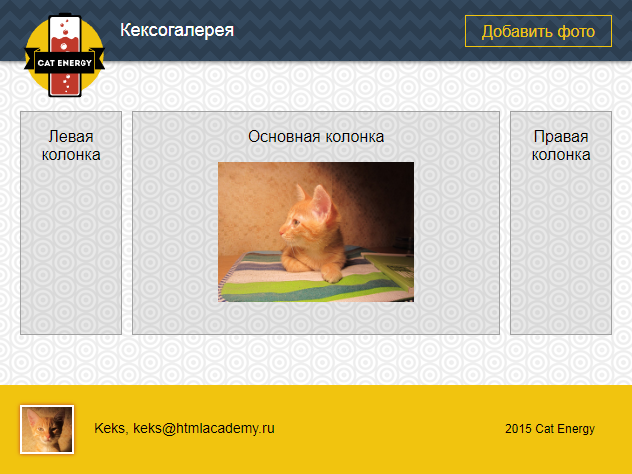 CAT ENERGY
Кексогалерея
Добавить фото
Левая
колонка
Основная колонка
Правая
колонка
Keks, keks@htmlacademy.ru
2015 Cat Energy